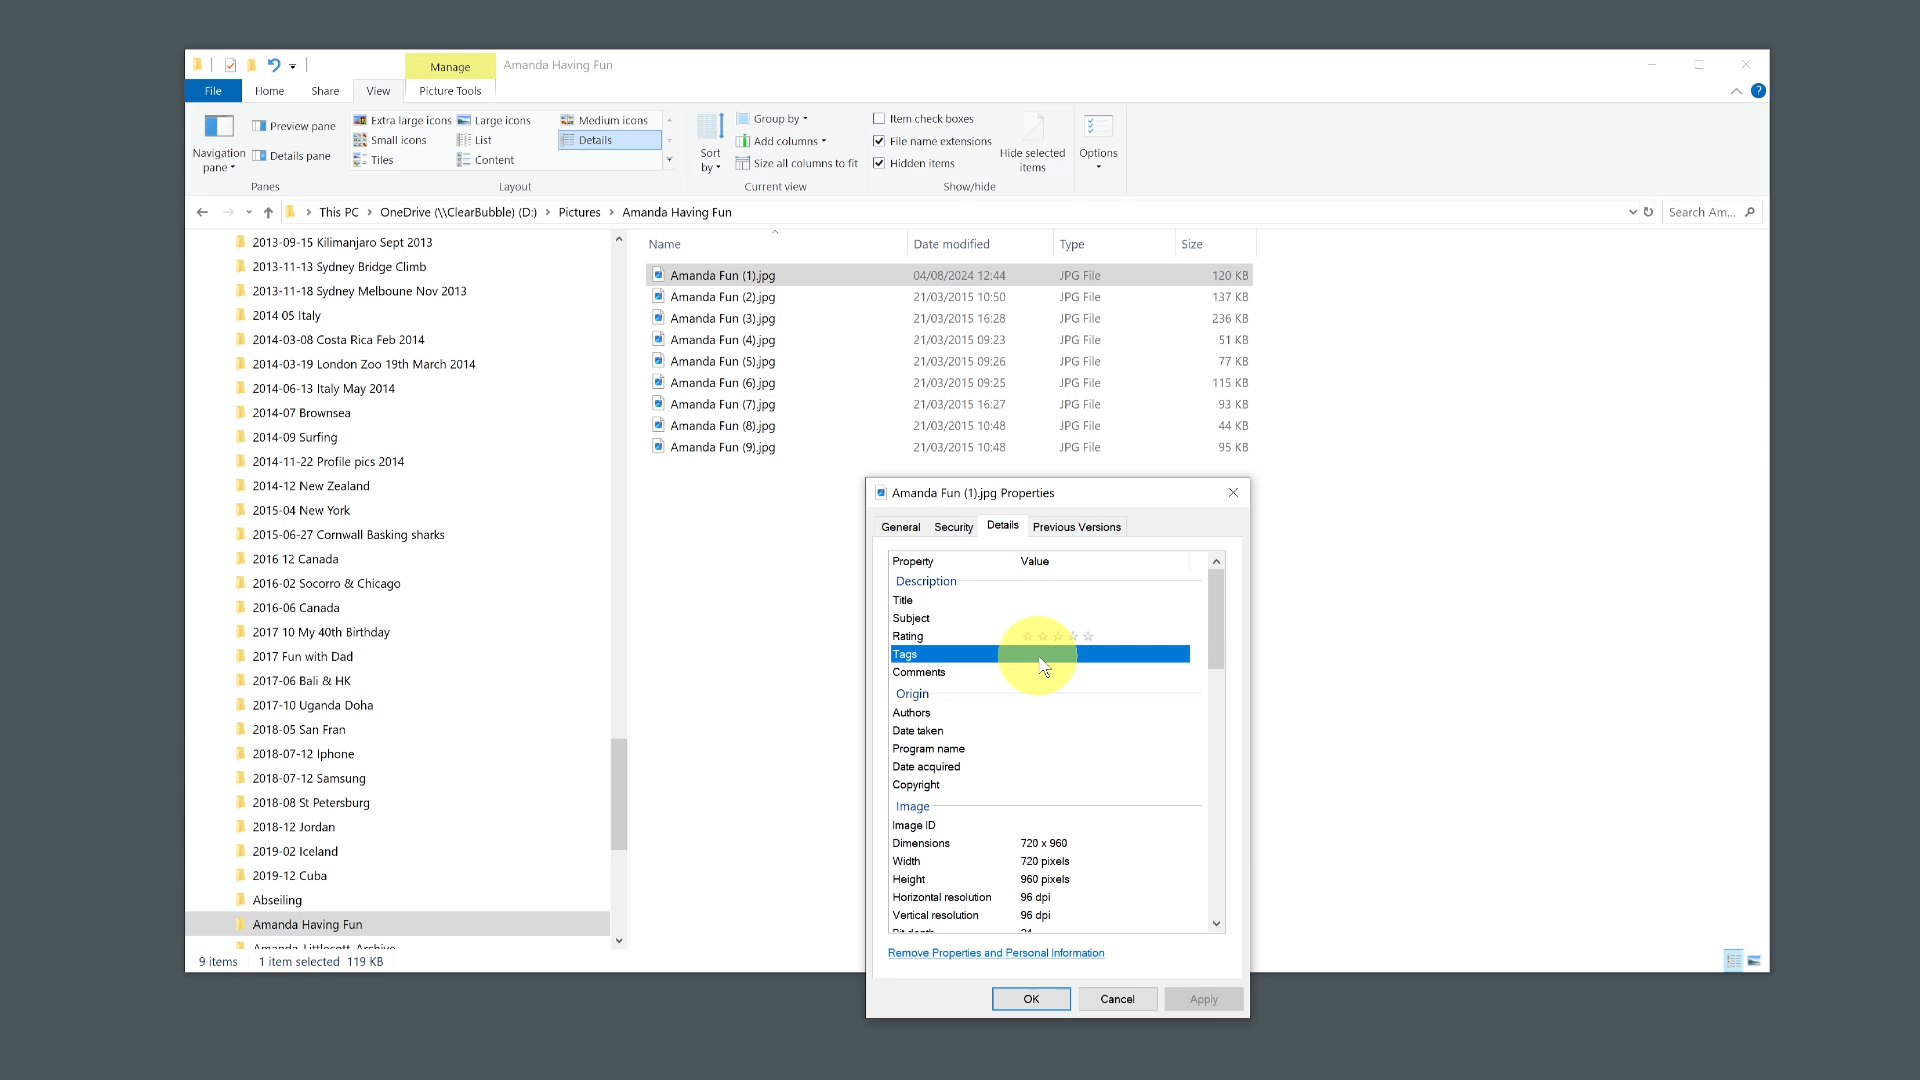 Manage
Amanda Having Fun
File
Home
Share
View
Picture Tools
?
Navigation pane
Preview pane
Details pane
Panes
Extra large icons
Large icons
Medium icons
Small icons
List
Details
Tiles
Content
Layout
Sort by
Group by
Add columns
Size all columns to fit
Current view
Item check boxes
File name extensions
Hidden items
Hide selected items
Show/hide
Options
This PC > OneDrive (\\ClearBubble) (D:) > Pictures > Amanda Having Fun
Search Am...
2013-09-15 Kilimanjaro Sept 2013
2013-11-13 Sydney Bridge Climb
2013-11-18 Sydney Melboune Nov 2013
2014 05 Italy
2014-03-08 Costa Rica Feb 2014
2014-03-19 London Zoo 19th March 2014
2014-06-13 Italy May 2014
2014-07 Brownsea
2014-09 Surfing
2014-11-22 Profile pics 2014
2014-12 New Zealand
2015-04 New York
2015-06-27 Cornwall Basking sharks
2016 12 Canada
2016-02 Socorro & Chicago
2016-06 Canada
2017 10 My 40th Birthday
2017 Fun with Dad
2017-06 Bali & HK
2017-10 Uganda Doha
2018-05 San Fran
2018-07-12 Iphone
2018-07-12 Samsung
2018-08 St Petersburg
2018-12 Jordan
2019-02 Iceland
2019-12 Cuba
Abseiling
Amanda Having Fun
9 items 1 item selected 119 KB
Name Date modified Type Size
Amanda Fun (1).jpg 04/08/2024 12:44 JPG File 120 KB
Amanda Fun (2).jpg 21/03/2015 10:50 JPG File 137 KB
Amanda Fun (3).jpg 21/03/2015 16:28 JPG File 236 KB
Amanda Fun (4).jpg 21/03/2015 09:23 JPG File 51 KB
Amanda Fun (5).jpg 21/03/2015 09:26 JPG File 77 KB
Amanda Fun (6).jpg 21/03/2015 09:25 JPG File 115 KB
Amanda Fun (7).jpg 21/03/2015 16:27 JPG File 93 KB
Amanda Fun (8).jpg 21/03/2015 10:48 JPG File 44 KB
Amanda Fun (9).jpg 21/03/2015 10:48 JPG File 95 KB
Amanda Fun (1).jpg Properties
General Security Details Previous Versions
Property Value
Description
Title
Subject
Rating
Tags
Comments
Origin
Authors
Date taken
Program name
Date acquired
Copyright
Image
Image ID
Dimensions 720 x 960
Width 720 pixels
Height 960 pixels
Horizontal resolution 96 dpi
Vertical resolution 96 dpi
Remove Properties and Personal Information
OK Cancel Apply